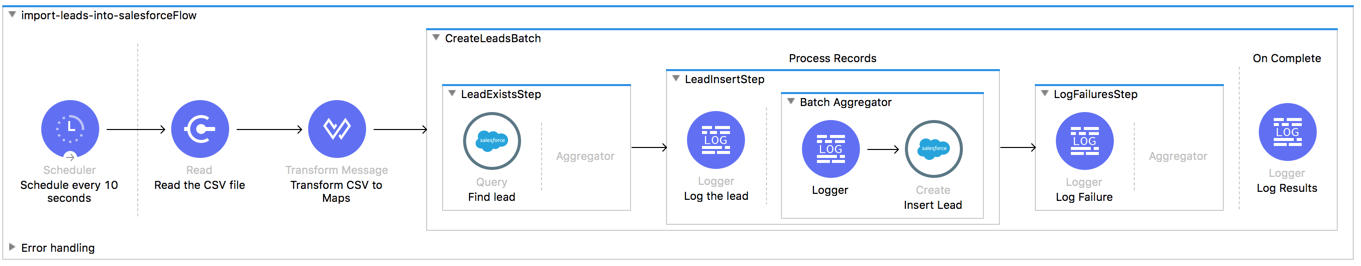 import-leads-into-salesforceFlow
CreateLeadsBatch
Process Records
On Complete
LeadExistsStep
LeadInsertStep
Batch Aggregator
LogFailuresStep
salesforce
Aggregator
LOG
LOG
salesforce
LOG
Aggregator
LOG
Scheduler
Schedule every 10
seconds
Read
Read the CSV file
Transform Message
Transform CSV to
Maps
Query
Find lead
Logger
Log the lead
Logger
Create
Insert Lead
Logger
Log Failure
Logger
Log Results
Error handling